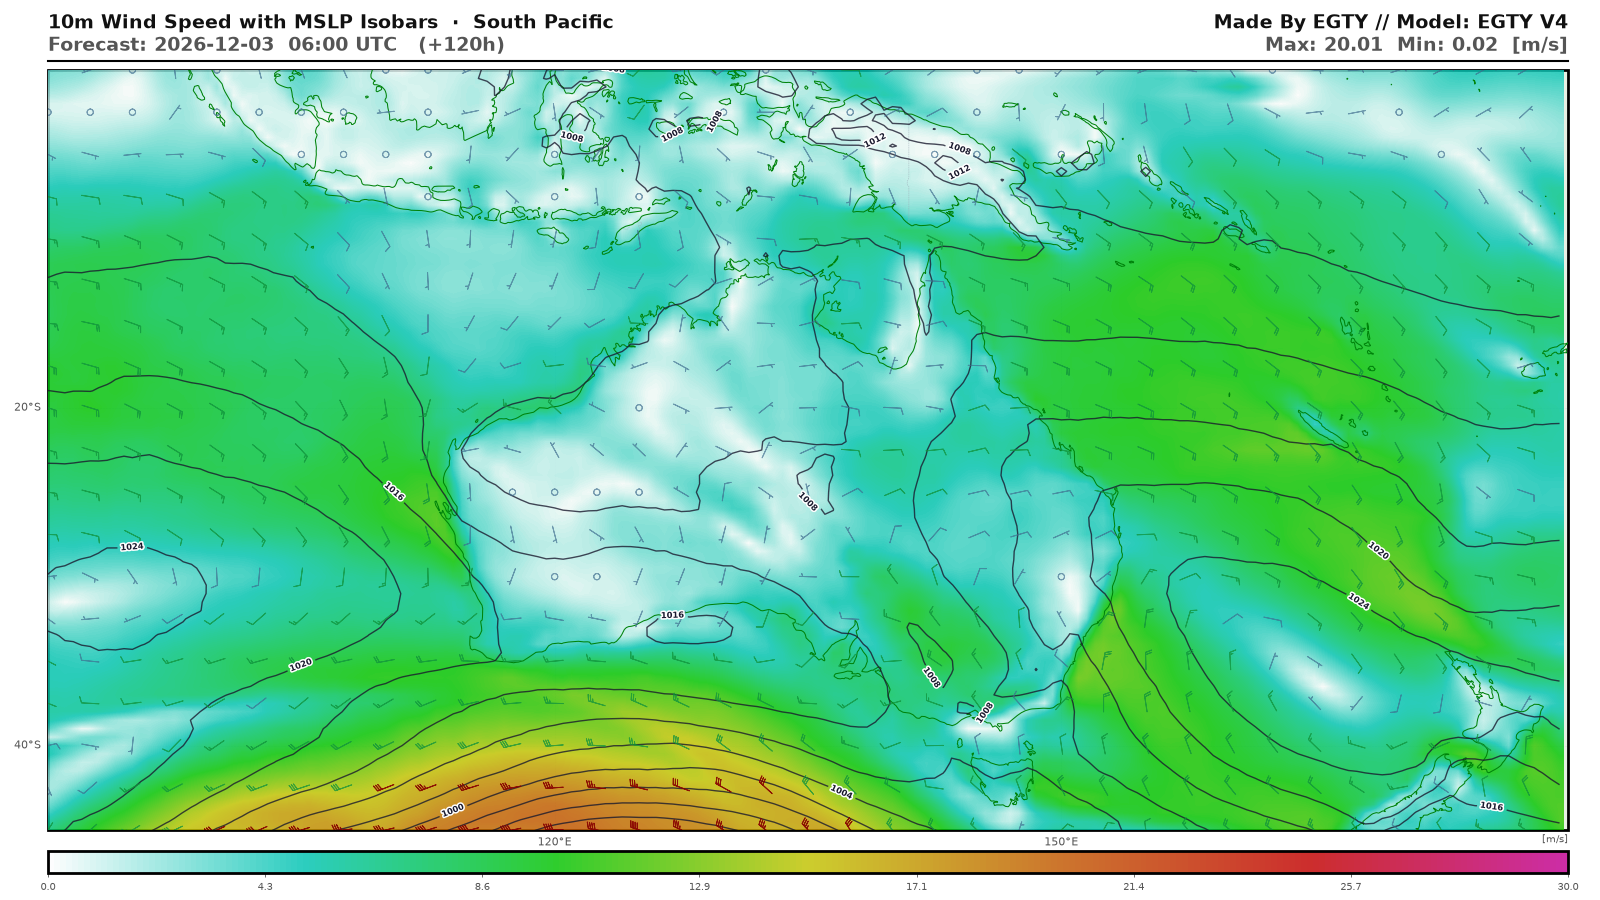 10m Wind Speed with MSLP Isobars · South Pacific
Made By EGTY // Model: EGTY V4
Forecast: 2026-12-03 06:00 UTC (+120h)
Max: 20.01 Min: 0.02 [m/s]
1008
1008
1008
1012
1008
1012
20°S
1016
1008
1024
1020
1024
1016
1020
1008
1008
40°S
1004
1000
1016
120°E
150°E
[m/s]
0.0
4.3
8.6
12.9
17.1
21.4
25.7
30.0